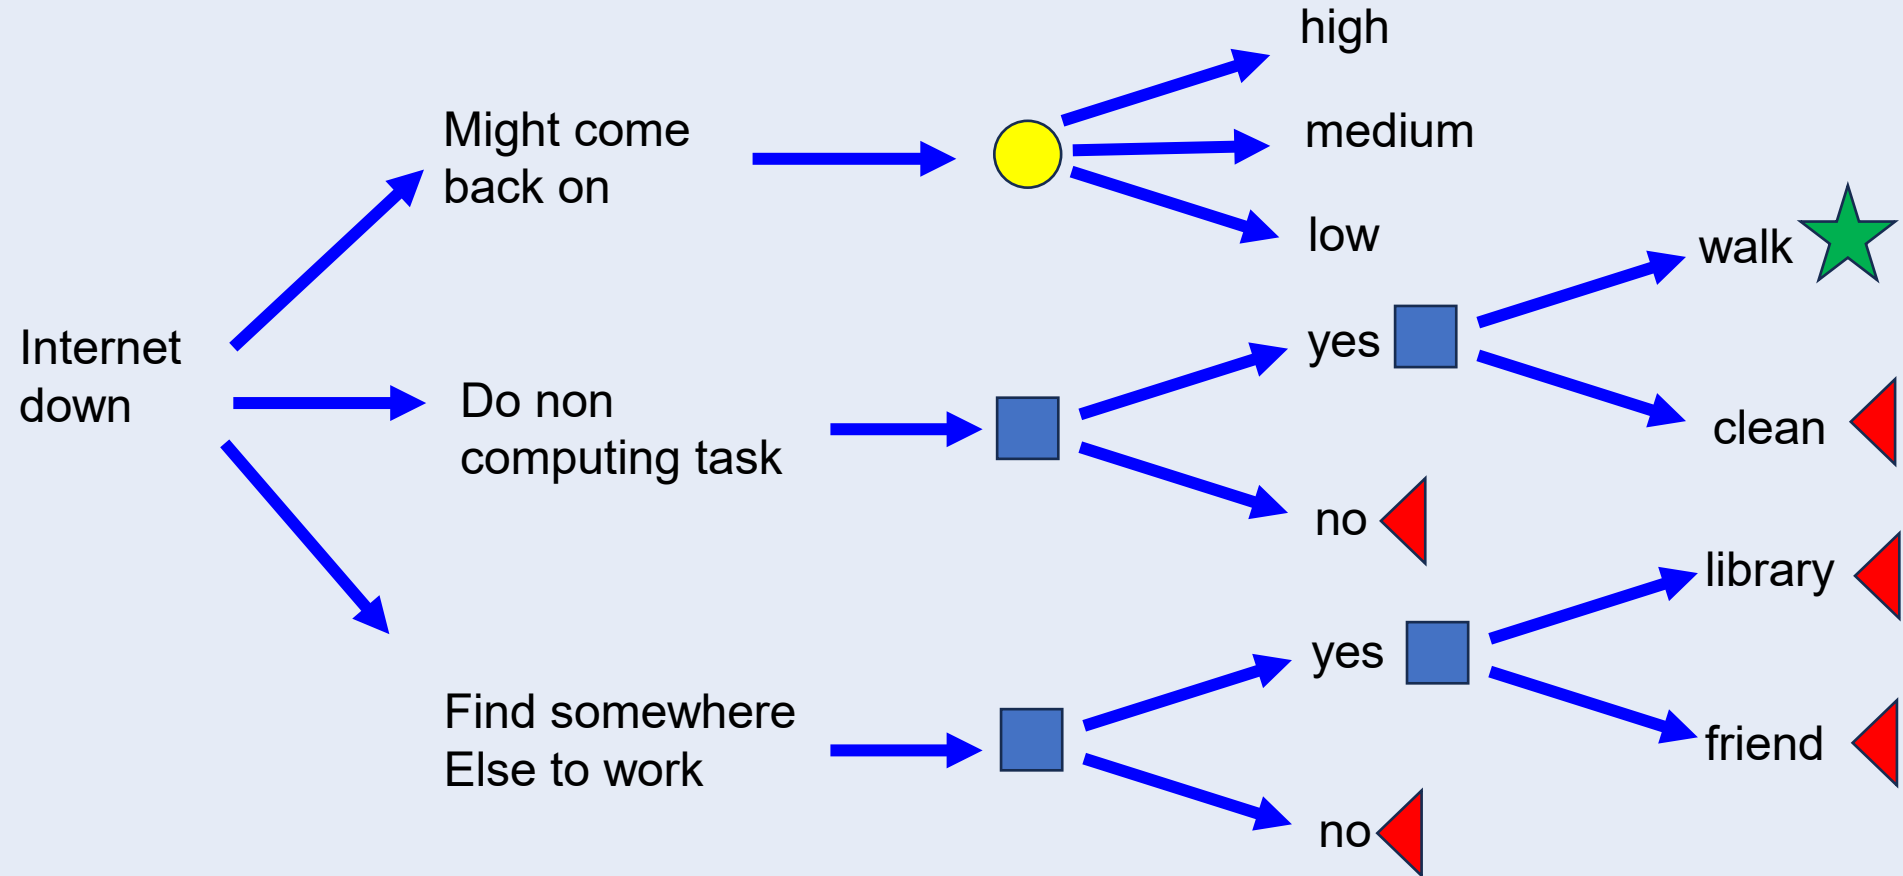 high
Might come
back on
medium
low
walk
Internet
down
yes
Do non
computing task
clean
no
library
yes
Find somewhere
Else to work
friend
no